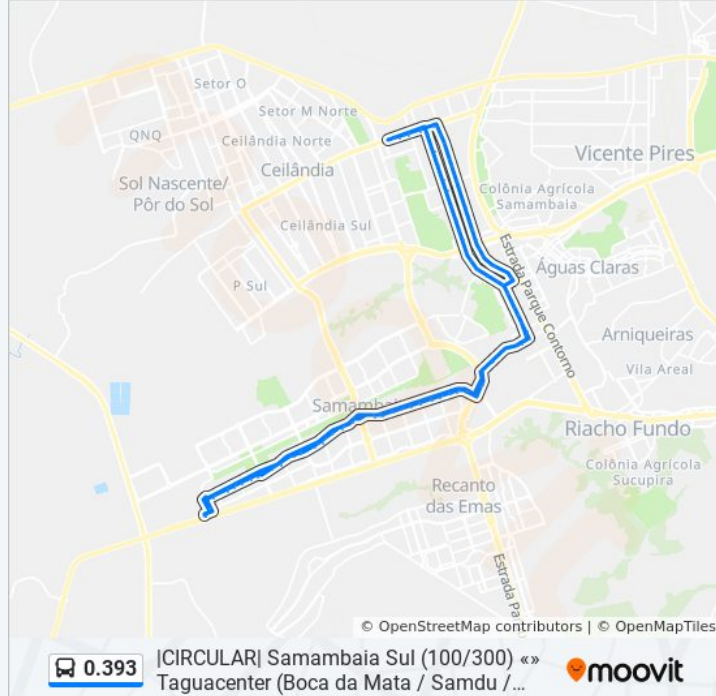 Setor O
Setor M Norte
QNQ
Ceilândia Norte
Ceilândia
Vicente Pires
Sol Nascente/
Pôr do Sol
Colônia Agrícola
Samambaia
Ceilândia Sul
Estrada Parque Contorno
Águas Claras
P Sul
Arniqueiras
Vila Areal
Samambaia
Riacho Fundo
Colônia Agrícola
Sucupira
Recanto
das Emas
Estrada Pa
© OpenStreetMap contributors | © OpenMapTiles
0.393
|CIRCULAR| Samambaia Sul (100/300) «»
Taguacenter (Boca da Mata / Samdu /...
moovit